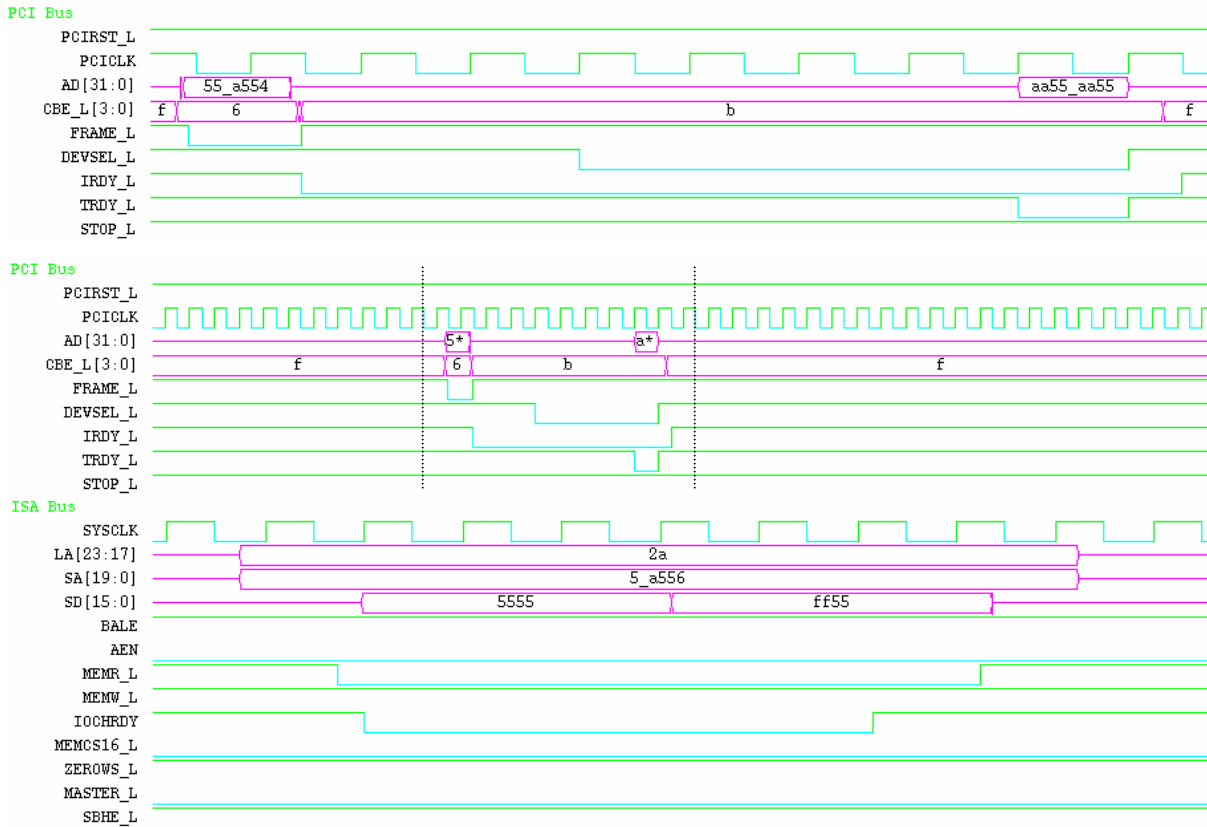 PCI Bus
PCIRST_L
PCICLK
AD[31:0] 55_a554 aa55_aa55
CBE_L[3:0] f 6 b f
FRAME_L
DEVSEL_L
IRDY_L
TRDY_L
STOP_L
PCI Bus
PCIRST_L
PCICLK
AD[31:0] 5* a*
CBE_L[3:0] f 6 b f
FRAME_L
DEVSEL_L
IRDY_L
TRDY_L
STOP_L
ISA Bus
SYSCLK
LA[23:17] 2a
SA[19:0] 5_a556
SD[15:0] 5555 ff55
BALE
AEN
MEMR_L
MEMW_L
IOCHRDY
MEMCS16_L
ZEROWS_L
MASTER_L
SBHE_L